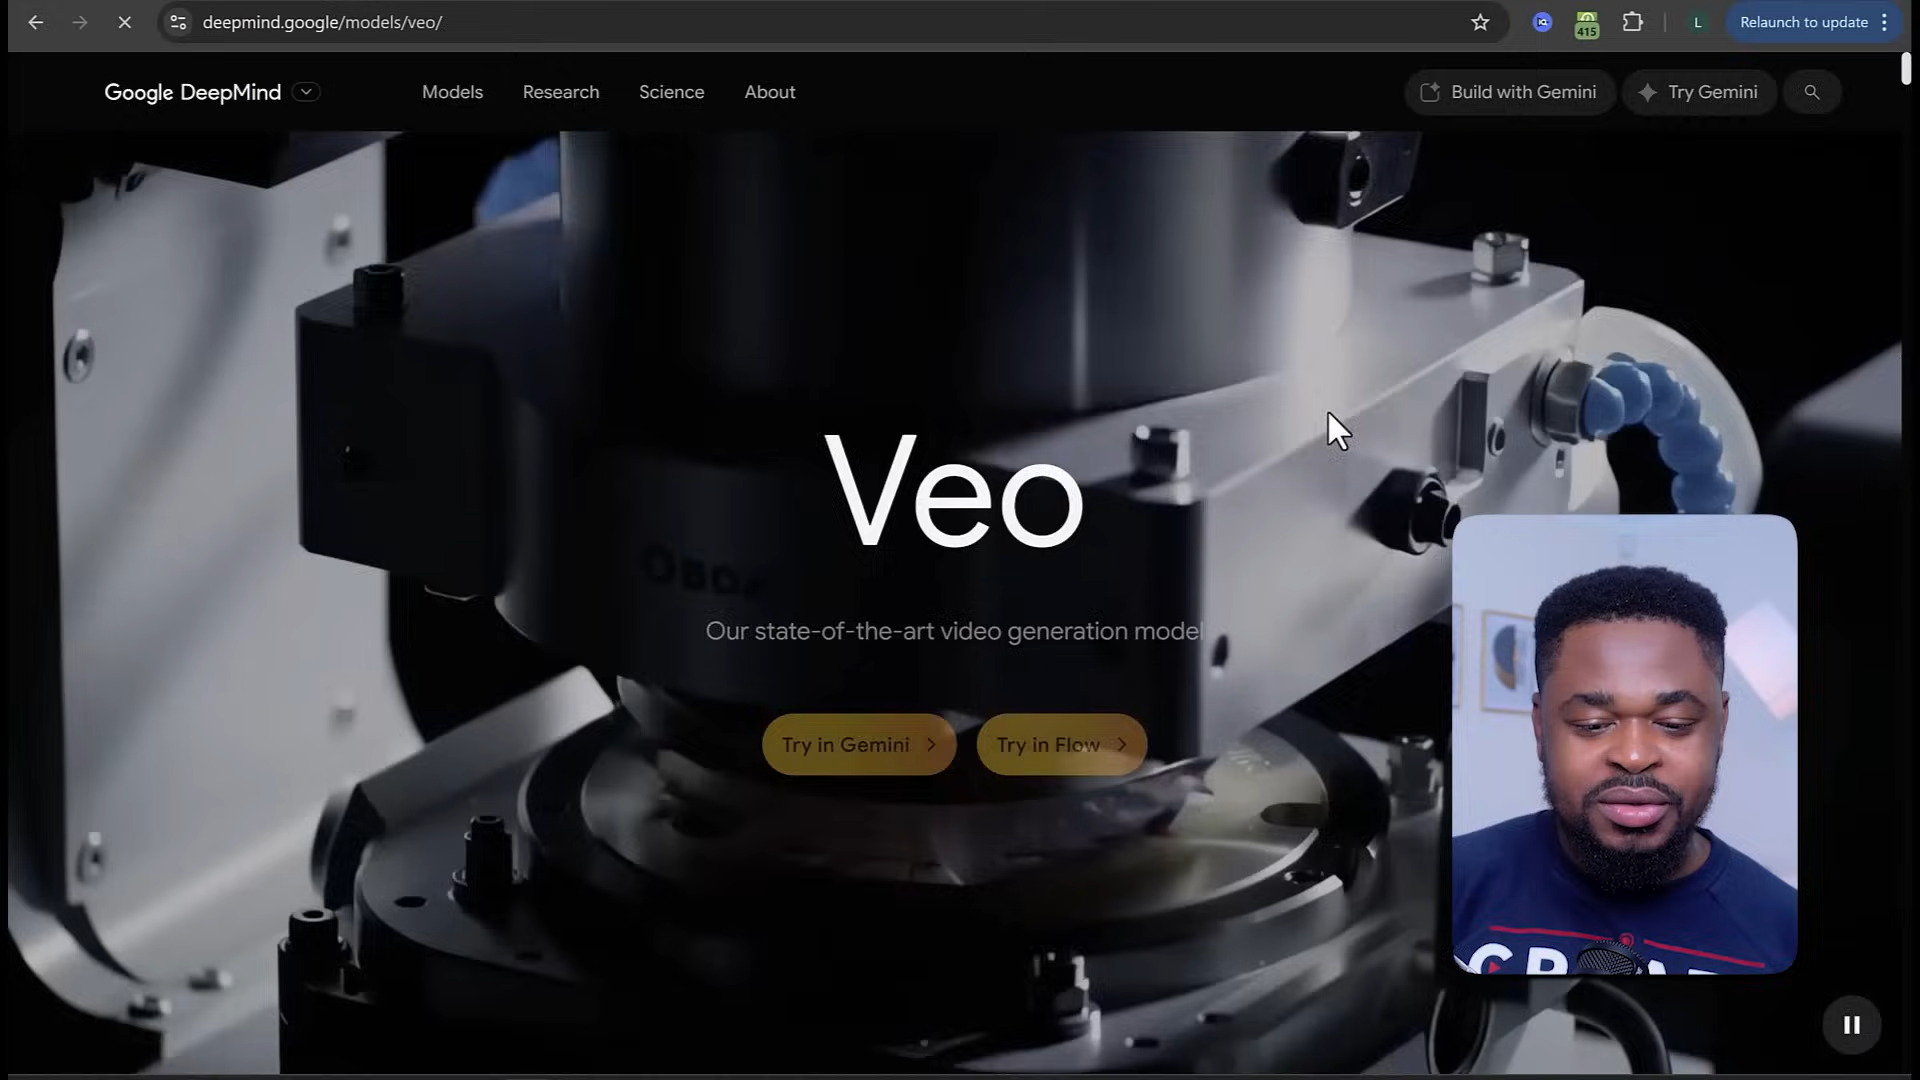 deepmind.google/models/veo/
415
L
Relaunch to update
Google DeepMind
Models
Research
Science
About
Build with Gemini
Try Gemini
Veo
Our state-of-the-art video generation model
Try in Gemini
Try in Flow